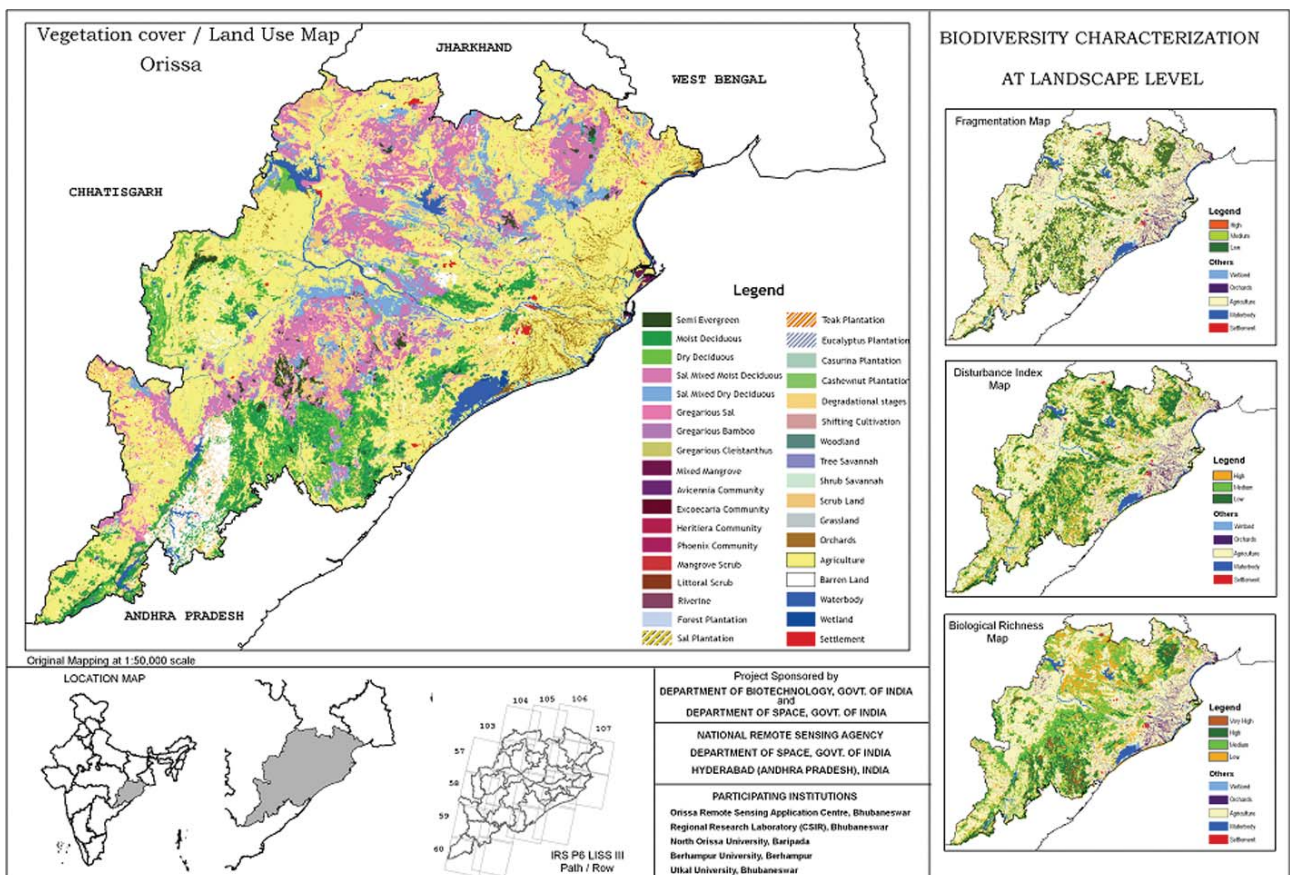 Vegetation cover / Land Use Map
Orissa
JHARKHAND
WEST BENGAL
CHHATISGARH
ANDHRA PRADESH
Legend
Semi Evergreen
Moist Deciduous
Dry Deciduous
Sal Mixed Moist Deciduous
Sal Mixed Dry Deciduous
Gregarious Sal
Gregarious Bamboo
Gregarious Cleistanthus
Mixed Mangrove
Avicennia Community
Excoecaria Community
Heritiera Community
Phoenix Community
Mangrove Scrub
Littoral Scrub
Riverine
Forest Plantation
Sal Plantation
Teak Plantation
Eucalyptus Plantation
Casurina Plantation
Cashewnut Plantation
Degradational stages
Shifting Cultivation
Woodland
Tree Savannah
Shrub Savannah
Scrub Land
Grassland
Orchards
Agriculture
Barren Land
Waterbody
Wetland
Settlement
Original Mapping at 1:50,000 scale
LOCATION MAP
103
104
105
106
107
57
58
59
60
IRS P6 LISS III
Path / Row
Project Sponsored by
DEPARTMENT OF BIOTECHNOLOGY, GOVT. OF INDIA
and
DEPARTMENT OF SPACE, GOVT. OF INDIA
NATIONAL REMOTE SENSING AGENCY
DEPARTMENT OF SPACE, GOVT. OF INDIA
HYDERABAD (ANDHRA PRADESH), INDIA
PARTICIPATING INSTITUTIONS
Orissa Remote Sensing Application Centre, Bhubaneswar
Regional Research Laboratory (CSIR), Bhubaneswar
North Orissa University, Baripada
Berhampur University, Berhampur
Utkal University, Bhubaneswar
BIODIVERSITY CHARACTERIZATION
AT LANDSCAPE LEVEL
Fragmentation Map
Legend
High
Medium
Low
Others
Wetland
Orchards
Agriculture
Waterbody
Settlement
Disturbance Index
Map
Legend
High
Medium
Low
Others
Wetland
Orchards
Agriculture
Waterbody
Settlement
Biological Richness
Map
Legend
Very High
High
Medium
Low
Others
Wetland
Orchards
Agriculture
Waterbody
Settlement